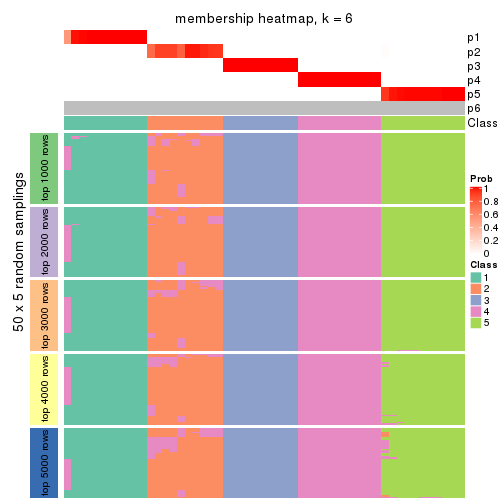 membership heatmap, k = 6
p1
p2
p3
p4
p5
p6
Class
50 x 5 random samplings
top 1000 rows
top 2000 rows
top 3000 rows
top 4000 rows
top 5000 rows
Prob
1
0.8
0.6
0.4
0.2
0
Class
1
2
3
4
5